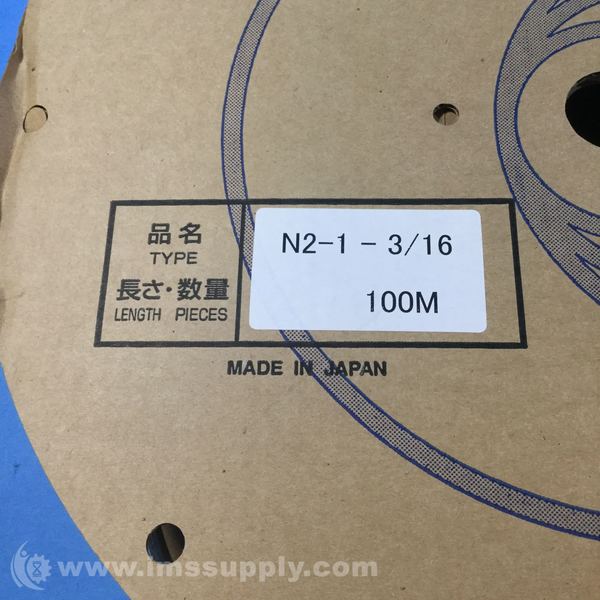 品名
TYPE
N2-1 - 3/16
長さ・数量
LENGTH PIECES
100M
MADE IN JAPAN
www.imssupply.com